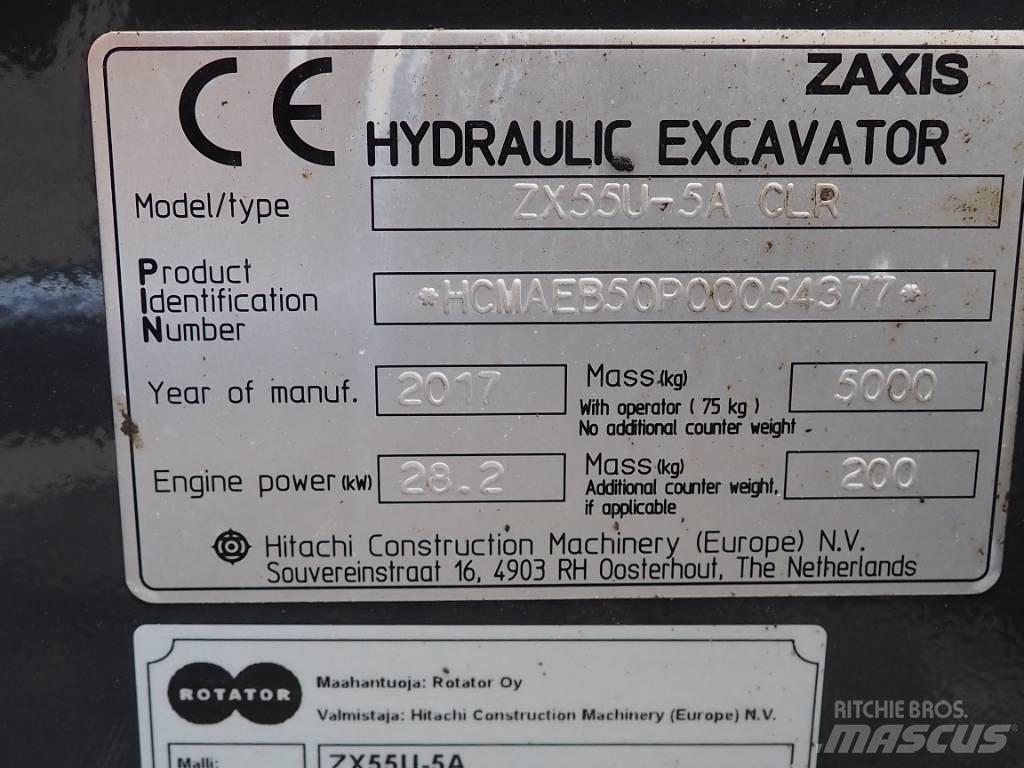 CE ZAXIS
HYDRAULIC EXCAVATOR
Model/type ZX55U-5A CLR
Product
Identification *HCMAEB50P00054377*
Number
Year of manuf. 2017 Mass (kg) 5000
With operator ( 75 kg )
No additional counter weight
Engine power (kW) 28.2 Mass (kg) 200
Additional counter weight,
if applicable
Hitachi Construction Machinery (Europe) N.V.
Souvereinstraat 16, 4903 RH Oosterhout, The Netherlands
ROTATOR
Maahantuoja: Rotator Oy
Valmistaja: Hitachi Construction Machinery (Europe) N.V.
Malli: ZX55U-5A
RITCHIE BROS.
MASCUS